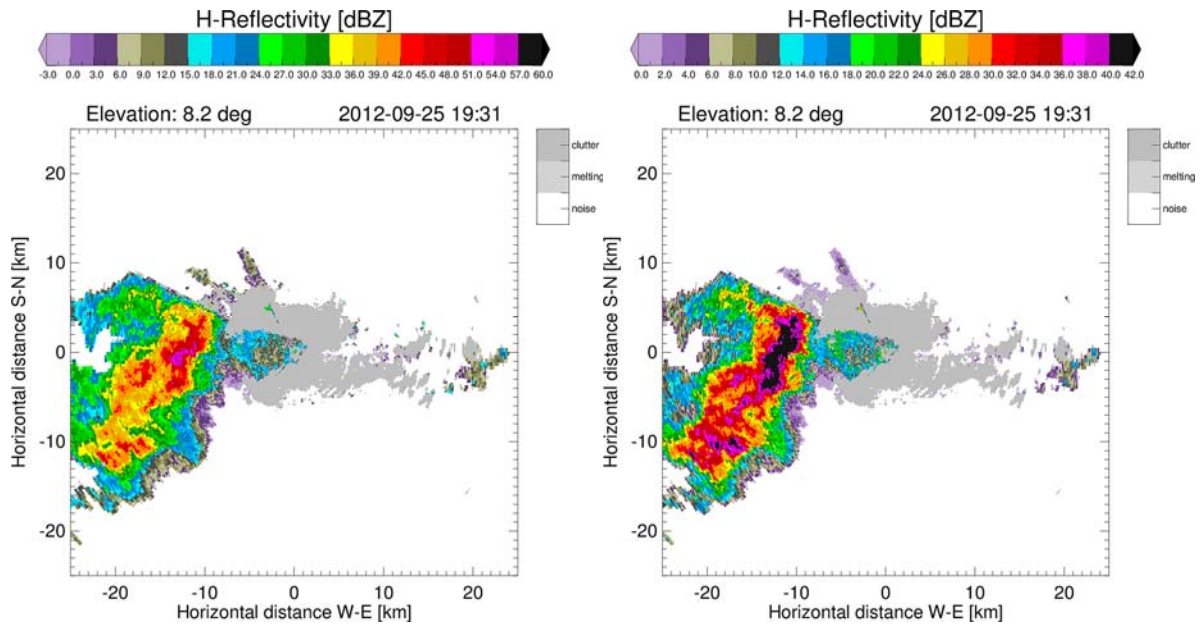 H-Reflectivity [dBZ]
-3.0 0.0 3.0 6.0 9.0 12.0 15.0 18.0 21.0 24.0 27.0 30.0 33.0 36.0 39.0 42.0 45.0 48.0 51.0 54.0 57.0 60.0
Elevation: 8.2 deg 2012-09-25 19:31
clutter
melting
noise
Horizontal distance S-N [km]
20
10
0
-10
-20
-20 -10 0 10 20
Horizontal distance W-E [km]
H-Reflectivity [dBZ]
0.0 2.0 4.0 6.0 8.0 10.0 12.0 14.0 16.0 18.0 20.0 22.0 24.0 26.0 28.0 30.0 32.0 34.0 36.0 38.0 40.0 42.0
Elevation: 8.2 deg 2012-09-25 19:31
clutter
melting
noise
Horizontal distance S-N [km]
20
10
0
-10
-20
-20 -10 0 10 20
Horizontal distance W-E [km]